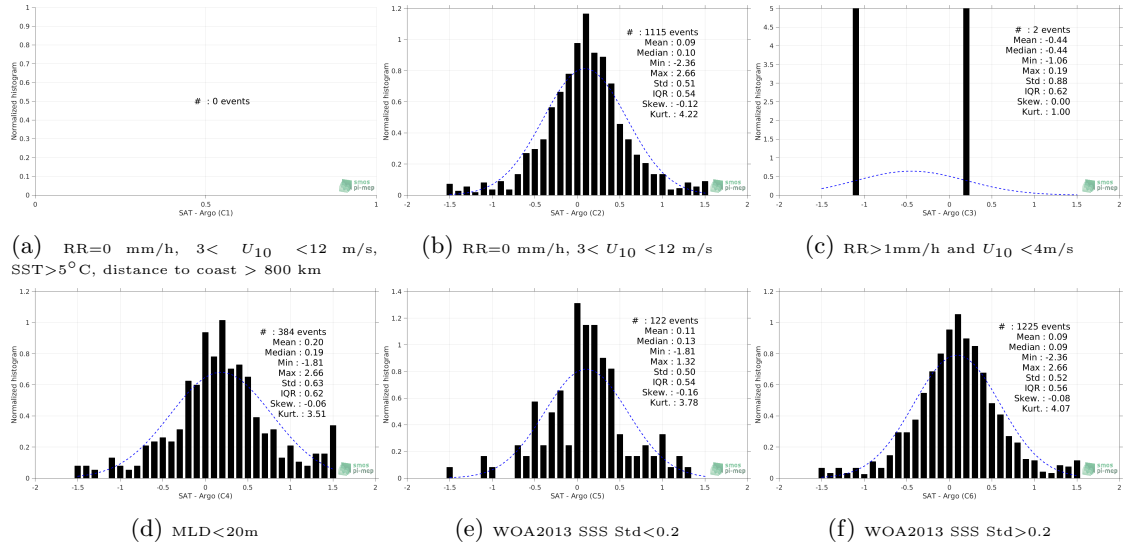 1
0.9
0.8
0.7
0.6
0.5
0.4
0.3
0.2
0.1
0
Normalized histogram
# : 0 events
0 0.5 1
SAT - Argo (C1)
smos
pi-mep
(a) RR=0 mm/h, 3< U10 <12 m/s,
SST>5°C, distance to coast > 800 km
1.2
1
0.8
0.6
0.4
0.2
0
Normalized histogram
# : 1115 events
Mean : 0.09
Median : 0.10
Min : -2.36
Max : 2.66
Std : 0.51
IQR : 0.54
Skew. : -0.12
Kurt. : 4.22
-2 -1.5 -1 -0.5 0 0.5 1 1.5 2
SAT - Argo (C2)
smos
pi-mep
(b) RR=0 mm/h, 3< U10 <12 m/s
5
4.5
4
3.5
3
2.5
2
1.5
1
0.5
0
Normalized histogram
# : 2 events
Mean : -0.44
Median : -0.44
Min : -1.06
Max : 0.19
Std : 0.88
IQR : 0.62
Skew. : 0.00
Kurt. : 1.00
-2 -1.5 -1 -0.5 0 0.5 1 1.5 2
SAT - Argo (C3)
smos
pi-mep
(c) RR>1mm/h and U10 <4m/s
1.2
1
0.8
0.6
0.4
0.2
0
Normalized histogram
# : 384 events
Mean : 0.20
Median : 0.19
Min : -1.81
Max : 2.66
Std : 0.63
IQR : 0.62
Skew. : -0.06
Kurt. : 3.51
-2 -1.5 -1 -0.5 0 0.5 1 1.5 2
SAT - Argo (C4)
smos
pi-mep
(d) MLD<20m
1.4
1.2
1
0.8
0.6
0.4
0.2
0
Normalized histogram
# : 122 events
Mean : 0.11
Median : 0.13
Min : -1.81
Max : 1.32
Std : 0.50
IQR : 0.54
Skew. : -0.16
Kurt. : 3.78
-2 -1.5 -1 -0.5 0 0.5 1 1.5 2
SAT - Argo (C5)
smos
pi-mep
(e) WOA2013 SSS Std<0.2
1.2
1
0.8
0.6
0.4
0.2
0
Normalized histogram
# : 1225 events
Mean : 0.09
Median : 0.09
Min : -2.36
Max : 2.66
Std : 0.52
IQR : 0.56
Skew. : -0.08
Kurt. : 4.07
-2 -1.5 -1 -0.5 0 0.5 1 1.5 2
SAT - Argo (C6)
smos
pi-mep
(f) WOA2013 SSS Std>0.2